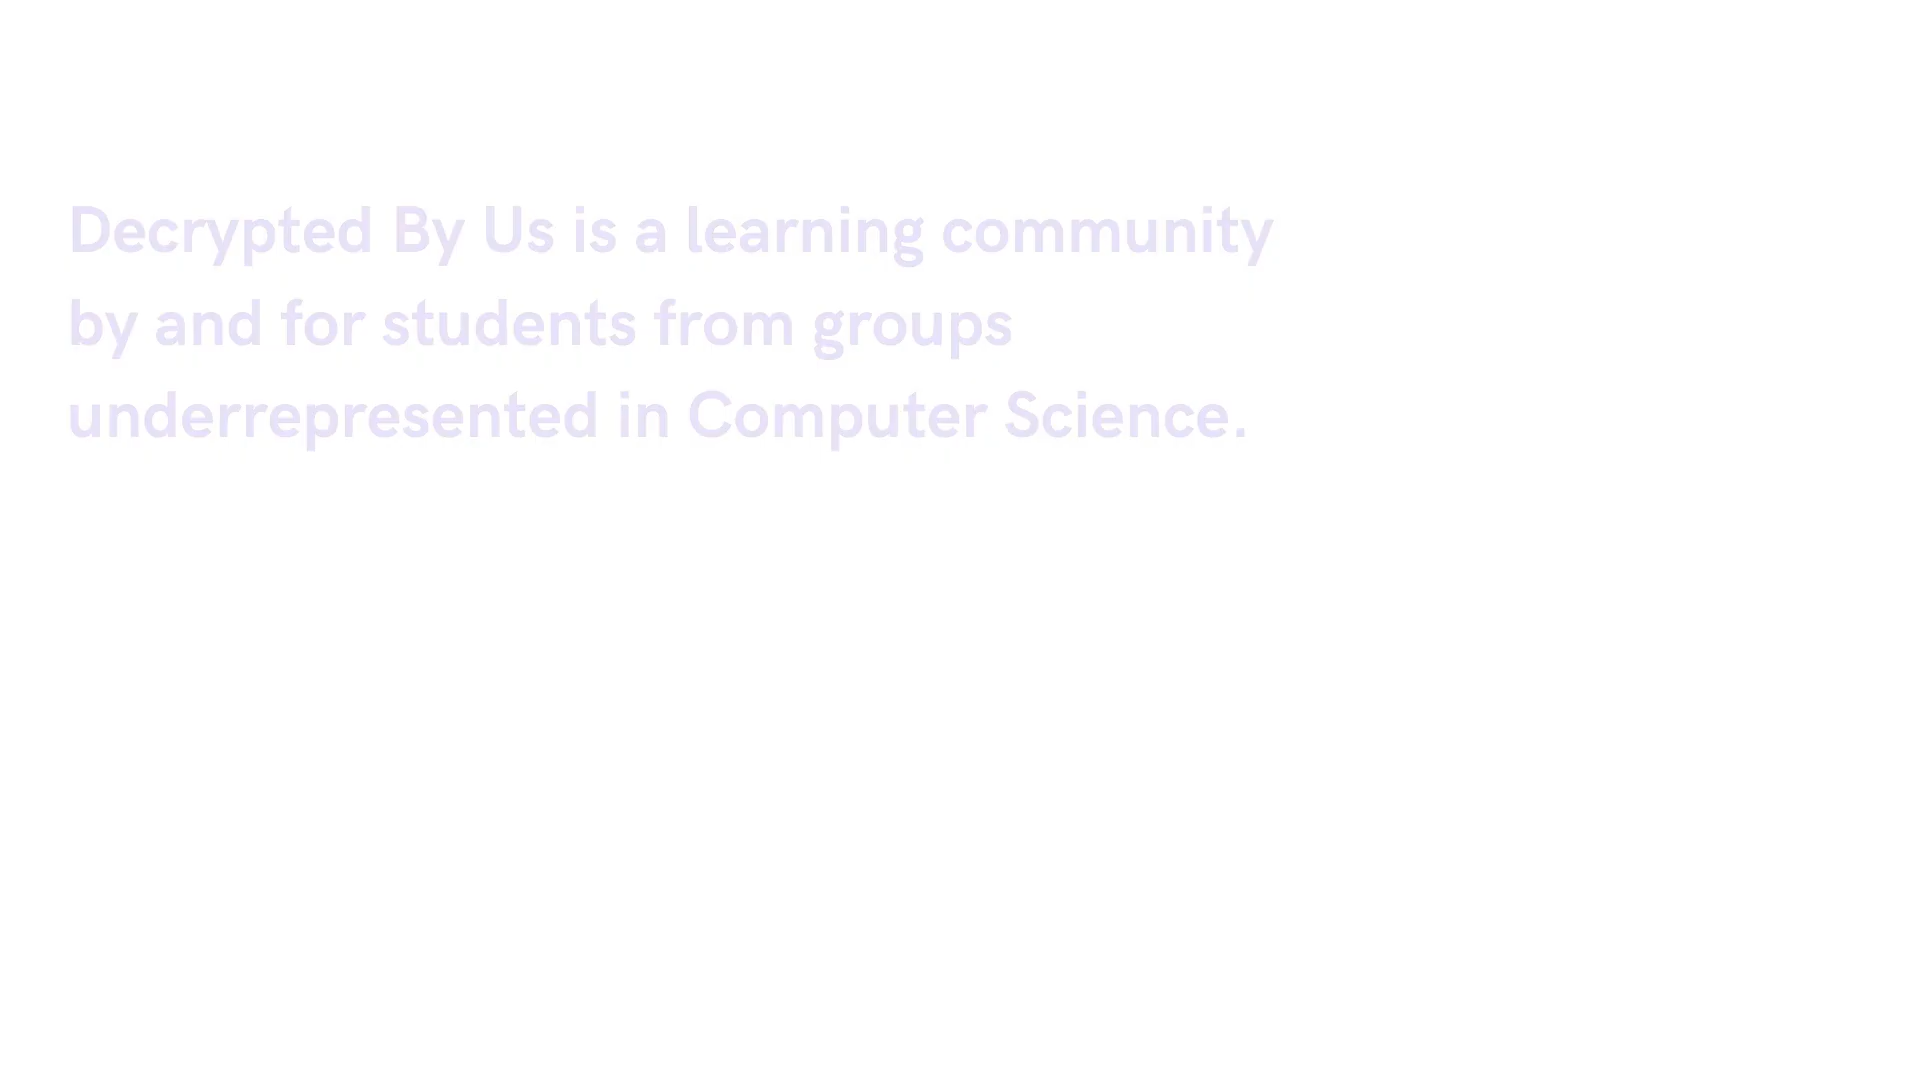 Decrypted By Us is a learning community
by and for students from groups
underrepresented in Computer Science.